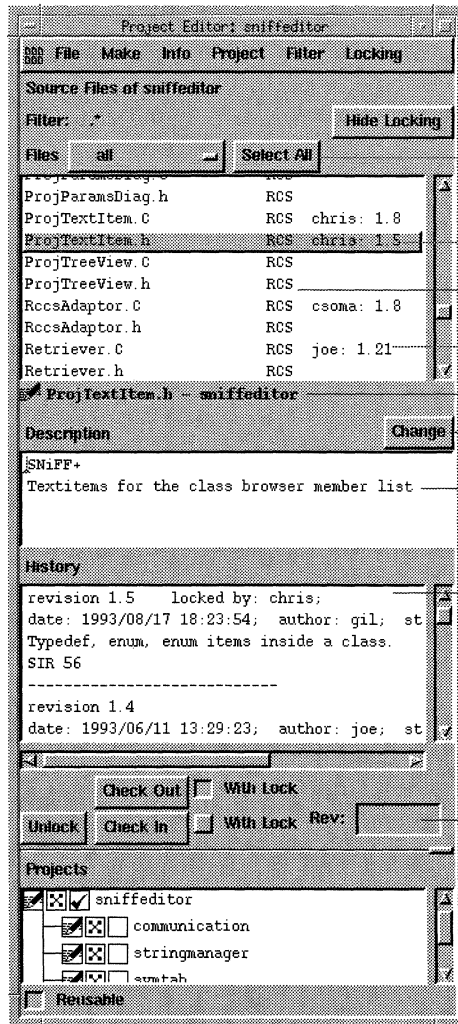 Project Editor: sniffeditor
File Make Info Project Filter Locking
Source Files of sniffeditor
Filter: .*
Hide Locking
Files all Select All
ProjParamsDiag.C RCS
ProjParamsDiag.h RCS
ProjTextItem.C RCS chris: 1.8
ProjTextItem.h RCS chris: 1.5
ProjTreeView.C RCS
ProjTreeView.h RCS
RccsAdaptor.C RCS csoma: 1.8
RccsAdaptor.h RCS
Retriever.C RCS joe: 1.21
Retriever.h RCS
ProjTextItem.h - sniffeditor
Description Change
SNiFF+
Textitems for the class browser member list
History
revision 1.5 locked by: chris;
date: 1993/08/17 18:23:54; author: gil; st
Typedef, enum, enum items inside a class.
SIR 56
----------------------------
revision 1.4
date: 1993/06/11 13:29:23; author: joe; st
Check Out With Lock
Unlock Check In With Lock Rev:
Projects
sniffeditor
communication
stringmanager
symtab
Reusable